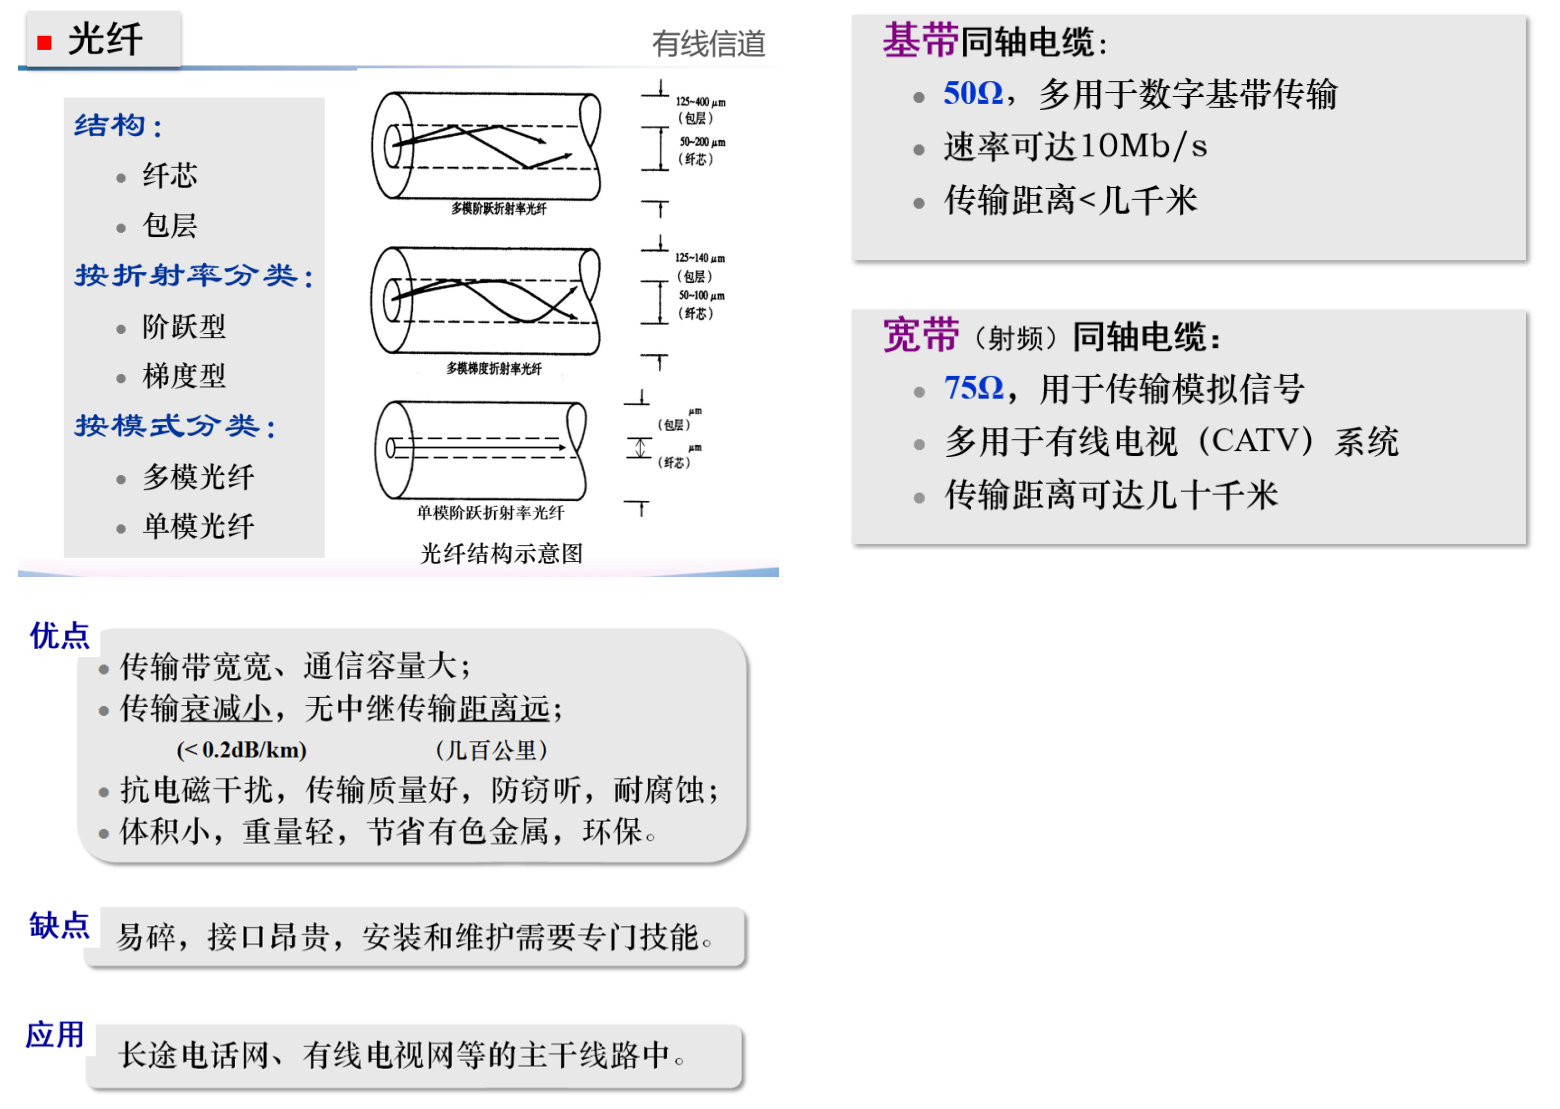 光纤
有线信道
结构：
纤芯
包层
按折射率分类：
阶跃型
梯度型
按模式分类：
多模光纤
单模光纤
125~400 μm
（包层）
50~200 μm
（纤芯）
多模阶跃折射率光纤
125~140 μm
（包层）
50~100 μm
（纤芯）
多模梯度折射率光纤
μm
（包层）
μm
（纤芯）
单模阶跃折射率光纤
光纤结构示意图
基带同轴电缆：
50Ω，多用于数字基带传输
速率可达10Mb/s
传输距离<几千米
宽带（射频）同轴电缆：
75Ω，用于传输模拟信号
多用于有线电视（CATV）系统
传输距离可达几十千米
优点
传输带宽宽、通信容量大；
传输衰减小，无中继传输距离远；
(< 0.2dB/km) （几百公里）
抗电磁干扰，传输质量好，防窃听，耐腐蚀；
体积小，重量轻，节省有色金属，环保。
缺点
易碎，接口昂贵，安装和维护需要专门技能。
应用
长途电话网、有线电视网等的主干线路中。